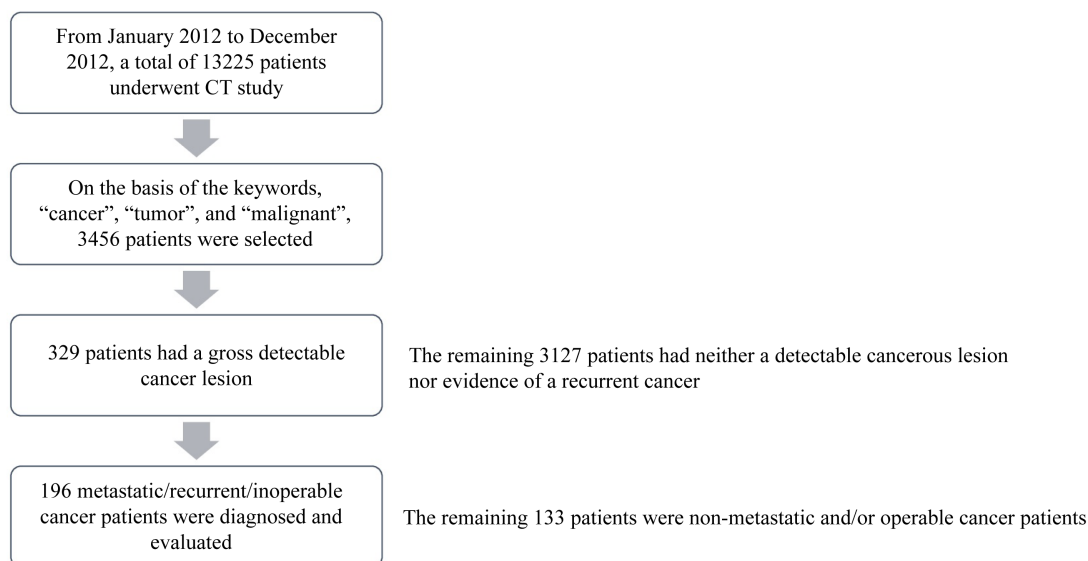 From January 2012 to December
2012, a total of 13225 patients
underwent CT study
On the basis of the keywords,
“cancer”, “tumor”, and “malignant”,
3456 patients were selected
329 patients had a gross detectable
cancer lesion
The remaining 3127 patients had neither a detectable cancerous lesion
nor evidence of a recurrent cancer
196 metastatic/recurrent/inoperable
cancer patients were diagnosed and
evaluated
The remaining 133 patients were non-metastatic and/or operable cancer patients